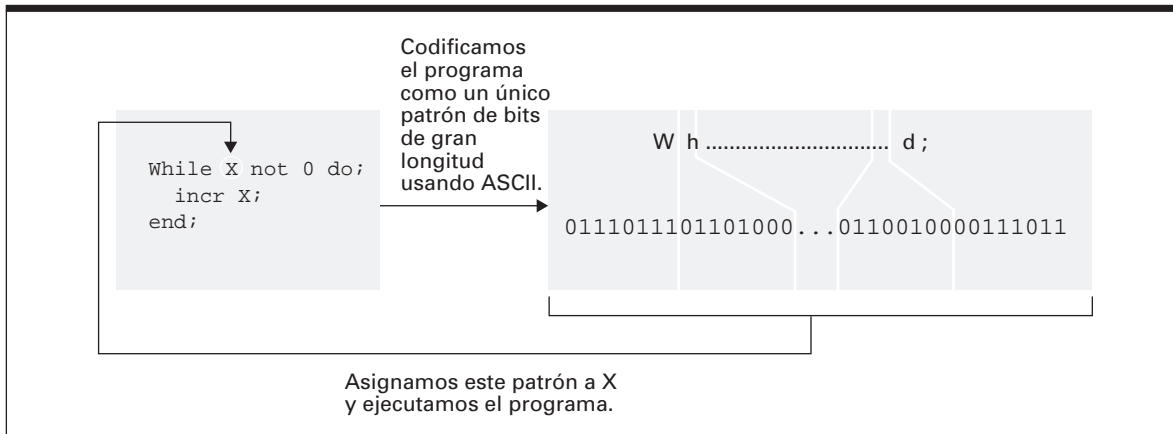 Codificamos
el programa
como un único
patrón de bits
de gran
longitud
usando ASCII.
While X not 0 do;
incr X;
end;
W h ............................... d ;
0111011101101000...0110010000111011
Asignamos este patrón a X
y ejecutamos el programa.